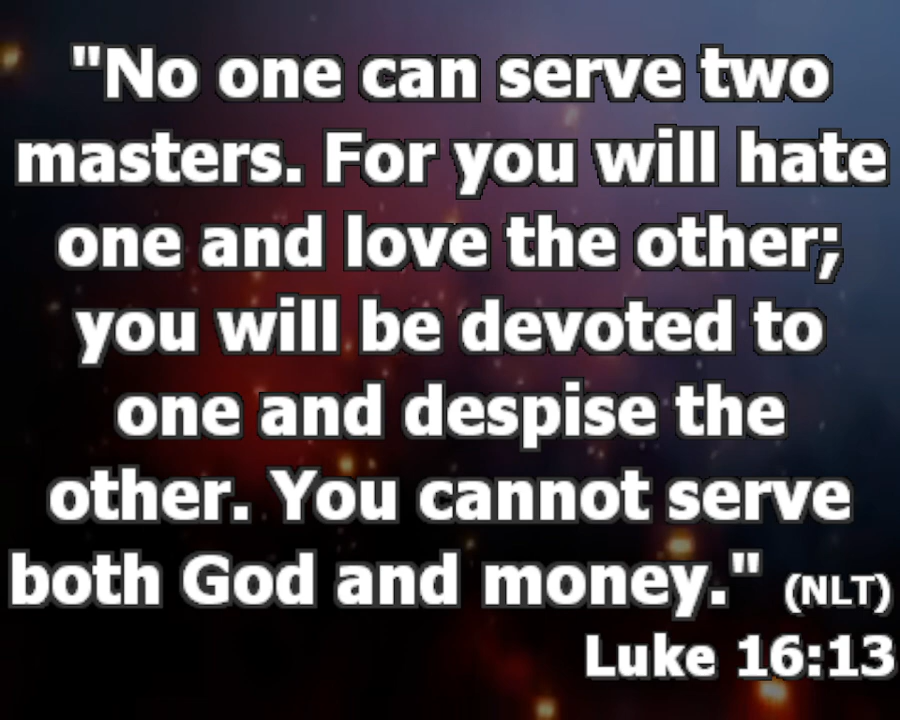 "No one can serve two
masters. For you will hate
one and love the other;
you will be devoted to
one and despise the
other. You cannot serve
both God and money." (NLT)
Luke 16:13